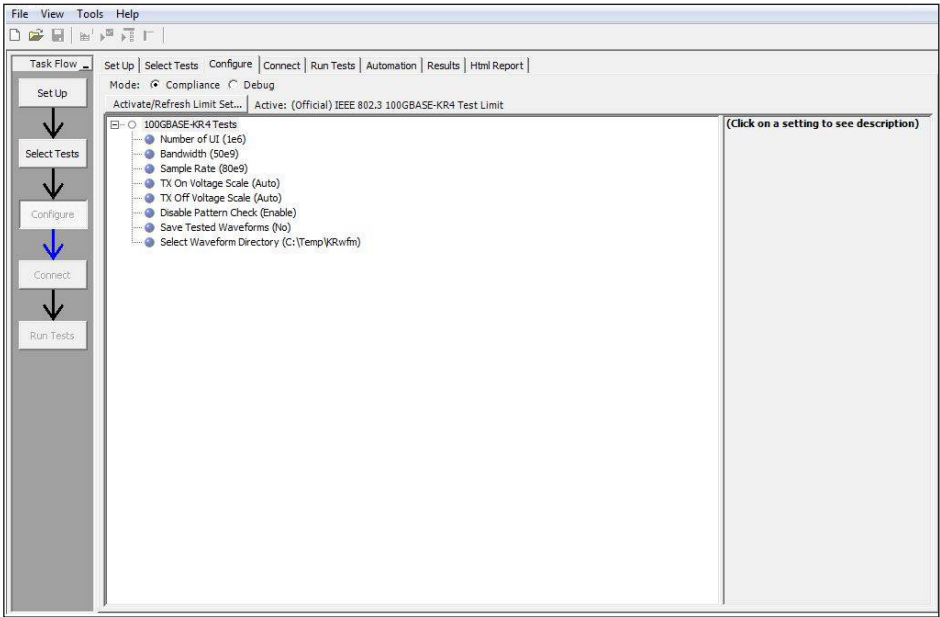 File View Tools Help
Task Flow
Set Up
Select Tests
Configure
Connect
Run Tests
Set Up Select Tests Configure Connect Run Tests Automation Results Html Report
Mode: Compliance Debug
Activate/Refresh Limit Set... Active: (Official) IEEE 802.3 100GBASE-KR4 Test Limit
100GBASE-KR4 Tests
Number of UI (1e6)
Bandwidth (50e9)
Sample Rate (80e9)
TX On Voltage Scale (Auto)
TX Off Voltage Scale (Auto)
Disable Pattern Check (Enable)
Save Tested Waveforms (No)
Select Waveform Directory (C:\Temp\KRwfm)
(Click on a setting to see description)